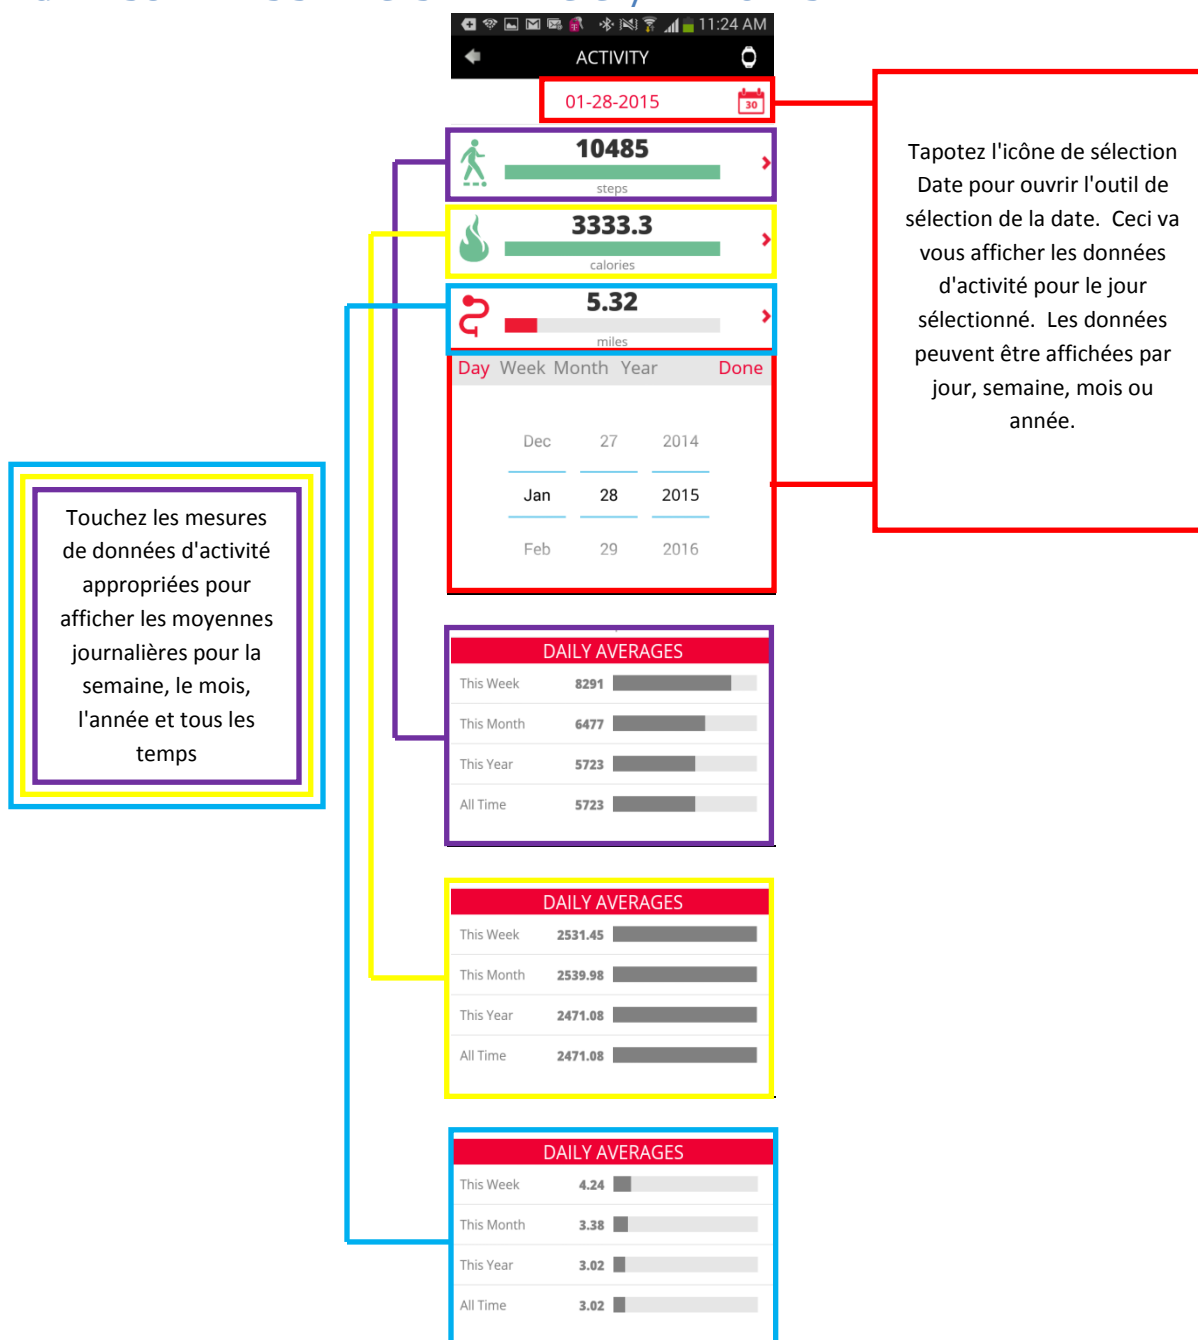 11:24 AM
ACTIVITY
01-28-2015
30
10485
steps
3333.3
calories
5.32
miles
Day Week Month Year Done
Dec 27 2014
Jan 28 2015
Feb 29 2016
Tapotez l'icône de sélection
Date pour ouvrir l'outil de
sélection de la date. Ceci va
vous afficher les données
d'activité pour le jour
sélectionné. Les données
peuvent être affichées par
jour, semaine, mois ou
année.
Touchez les mesures
de données d'activité
appropriées pour
afficher les moyennes
journalières pour la
semaine, le mois,
l'année et tous les
temps
DAILY AVERAGES
This Week 8291
This Month 6477
This Year 5723
All Time 5723
DAILY AVERAGES
This Week 2531.45
This Month 2539.98
This Year 2471.08
All Time 2471.08
DAILY AVERAGES
This Week 4.24
This Month 3.38
This Year 3.02
All Time 3.02